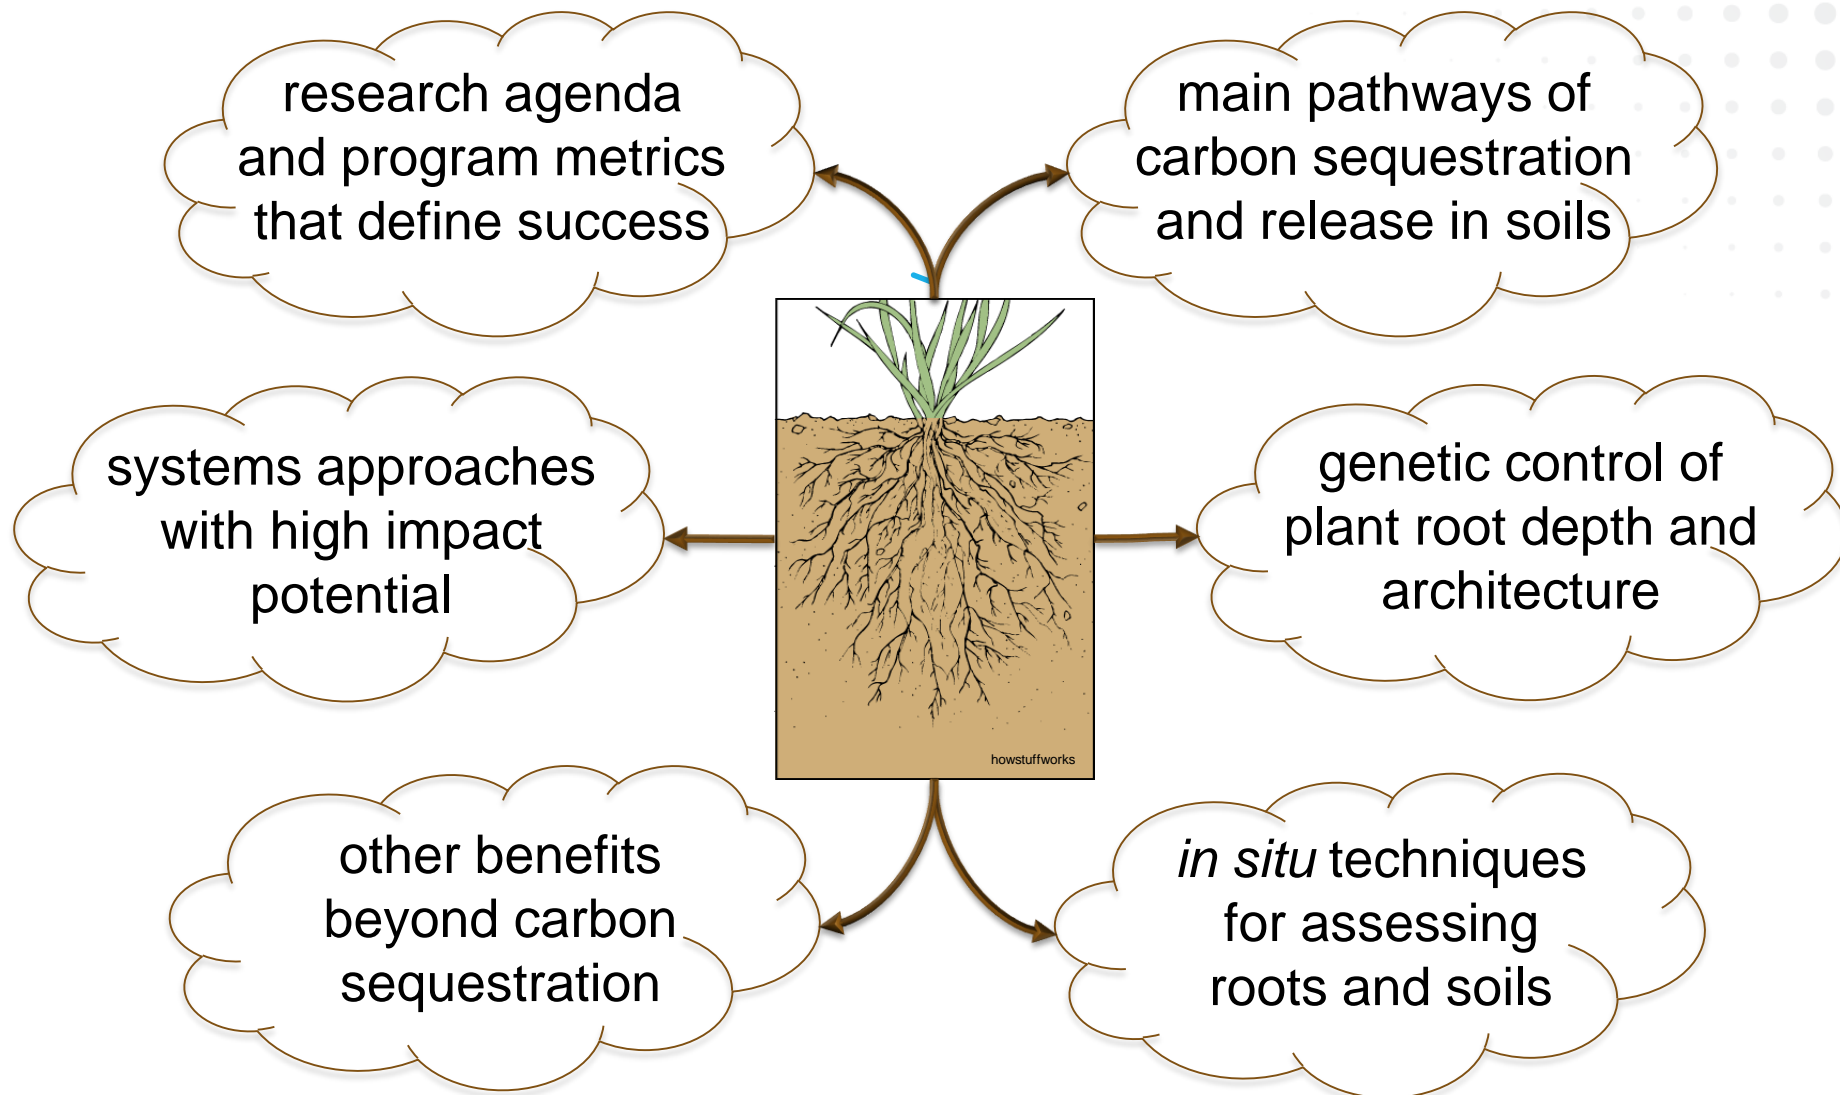 research agenda
and program metrics
that define success
main pathways of
carbon sequestration
and release in soils
systems approaches
with high impact
potential
genetic control of
plant root depth and
architecture
howstuffworks
other benefits
beyond carbon
sequestration
in situ techniques
for assessing
roots and soils